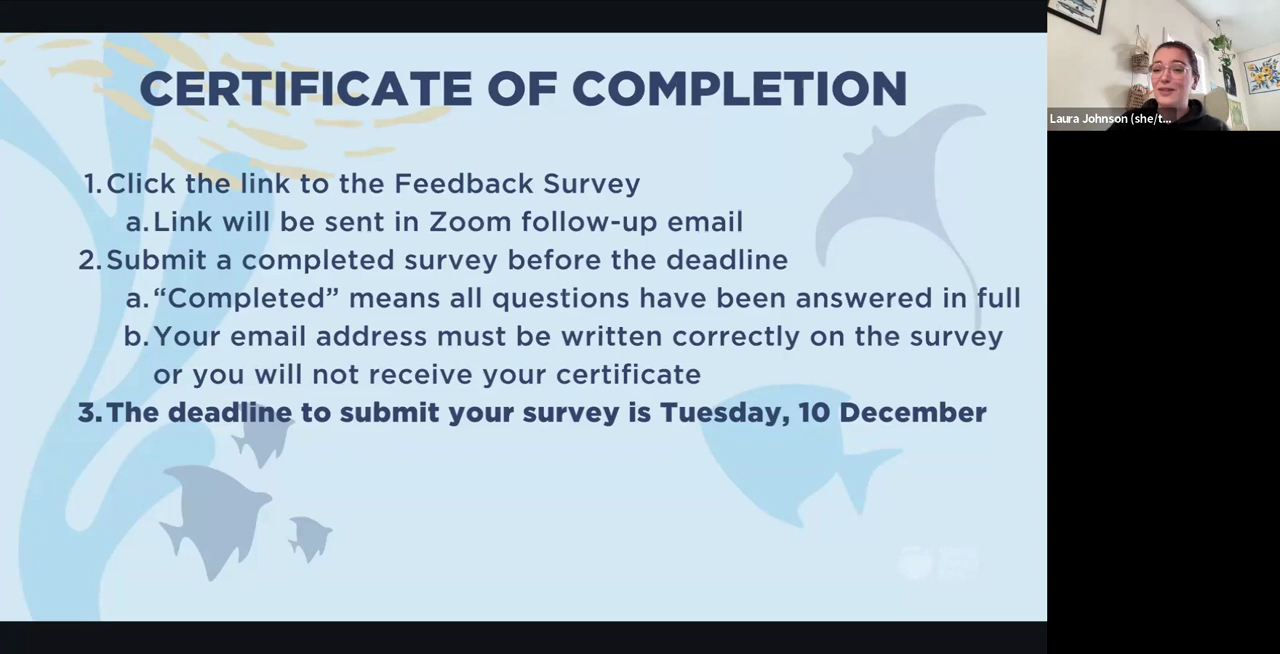 CERTIFICATE OF COMPLETION
1. Click the link to the Feedback Survey
a. Link will be sent in Zoom follow-up email
2. Submit a completed survey before the deadline
a. “Completed” means all questions have been answered in full
b. Your email address must be written correctly on the survey
or you will not receive your certificate
3. The deadline to submit your survey is Tuesday, 10 December
Laura Johnson (she/t...